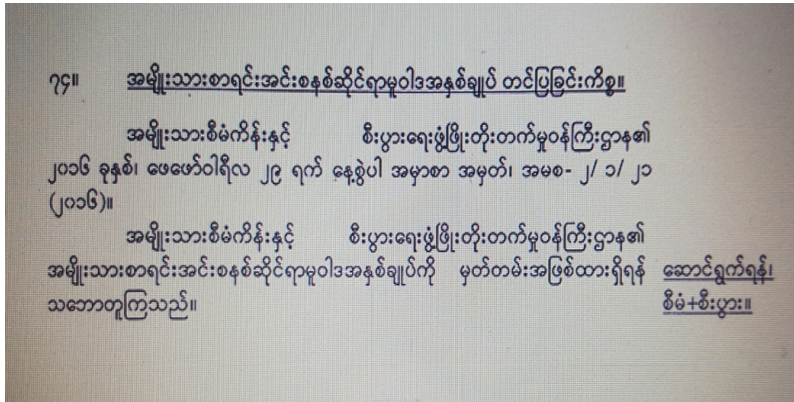 ၇၄။ အမျိုးသားစာရင်းအင်းစနစ်ဆိုင်ရာမူဝါဒအနှစ်ချုပ် တင်ပြခြင်းကိစ္စ။
အမျိုးသားစီမံကိန်းနှင့် စီးပွားရေးဖွံ့ဖြိုးတိုးတက်မှုဝန်ကြီးဌာန၏
၂၀၁၆ ခုနှစ်၊ ဖေဖော်ဝါရီလ ၂၉ ရက် နေ့စွဲပါ အမှာစာ အမှတ်၊ အမစ- ၂/ ၁/ ၂၁
(၂၀၁၆)။
အမျိုးသားစီမံကိန်းနှင့် စီးပွားရေးဖွံ့ဖြိုးတိုးတက်မှုဝန်ကြီးဌာန၏
အမျိုးသားစာရင်းအင်းစနစ်ဆိုင်ရာမူဝါဒအနှစ်ချုပ်ကို မှတ်တမ်းအဖြစ်ထားရှိရန် ဆောင်ရွက်ရန်၊
သဘောတူကြသည်။ စီမံ+စီးပွား။